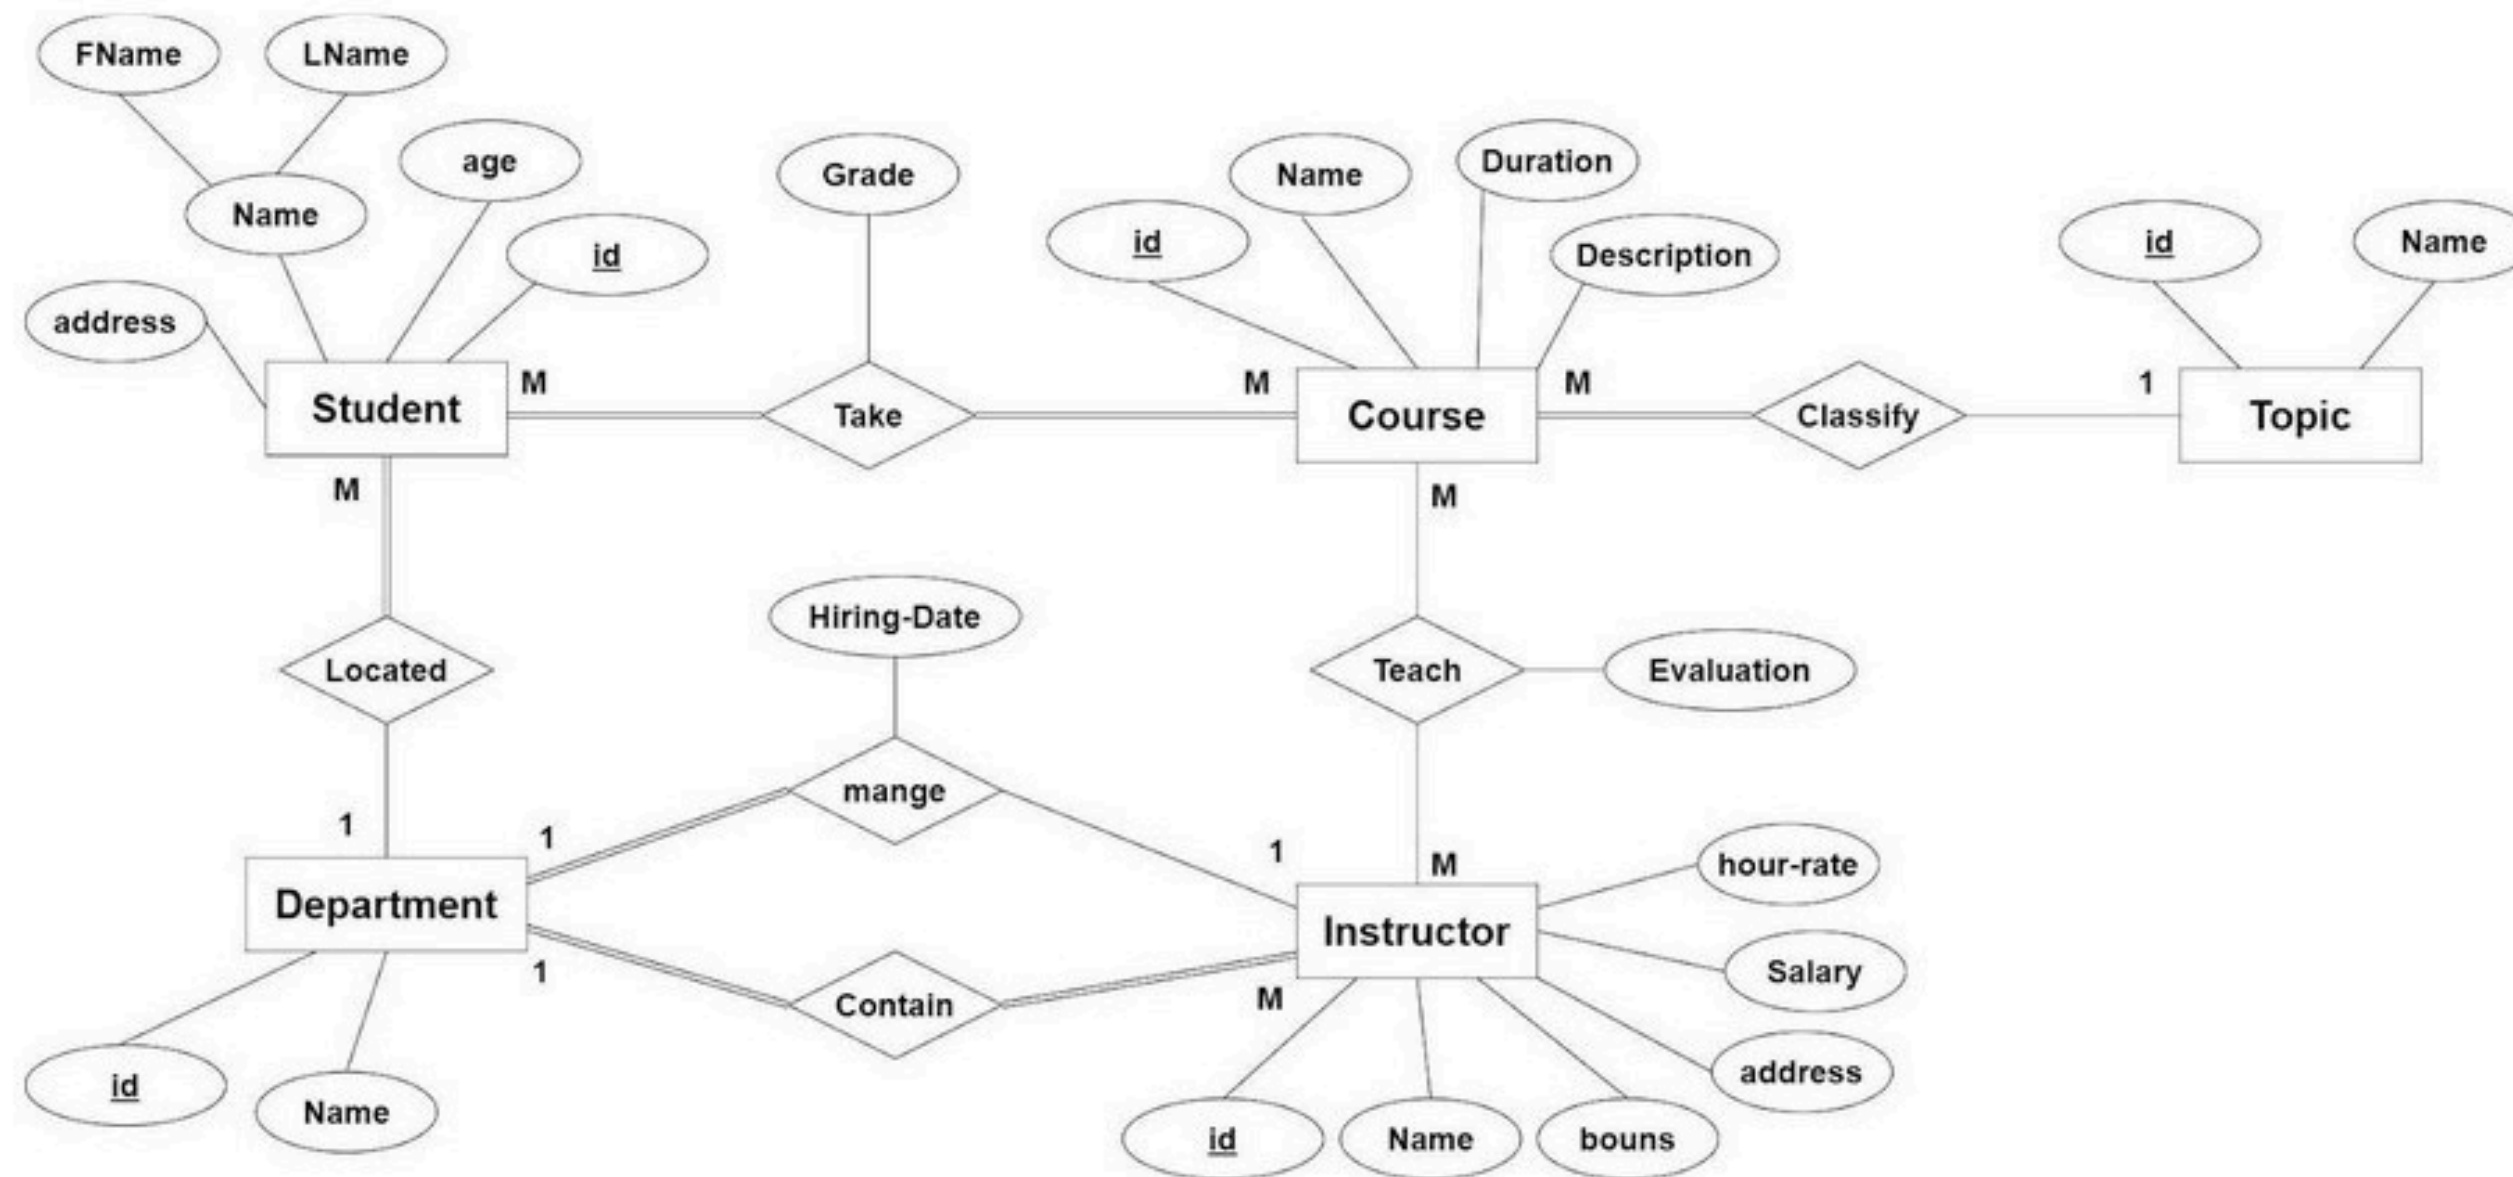 FName
LName
age
Name
address
id
Grade
id
Name
Duration
Description
id
Name
Student
M
Take
M
Course
M
Classify
1
Topic
M
M
Located
Hiring-Date
Teach
Evaluation
mange
1
1
1
M
Department
Instructor
hour-rate
Salary
1
Contain
M
address
id
Name
id
Name
bouns